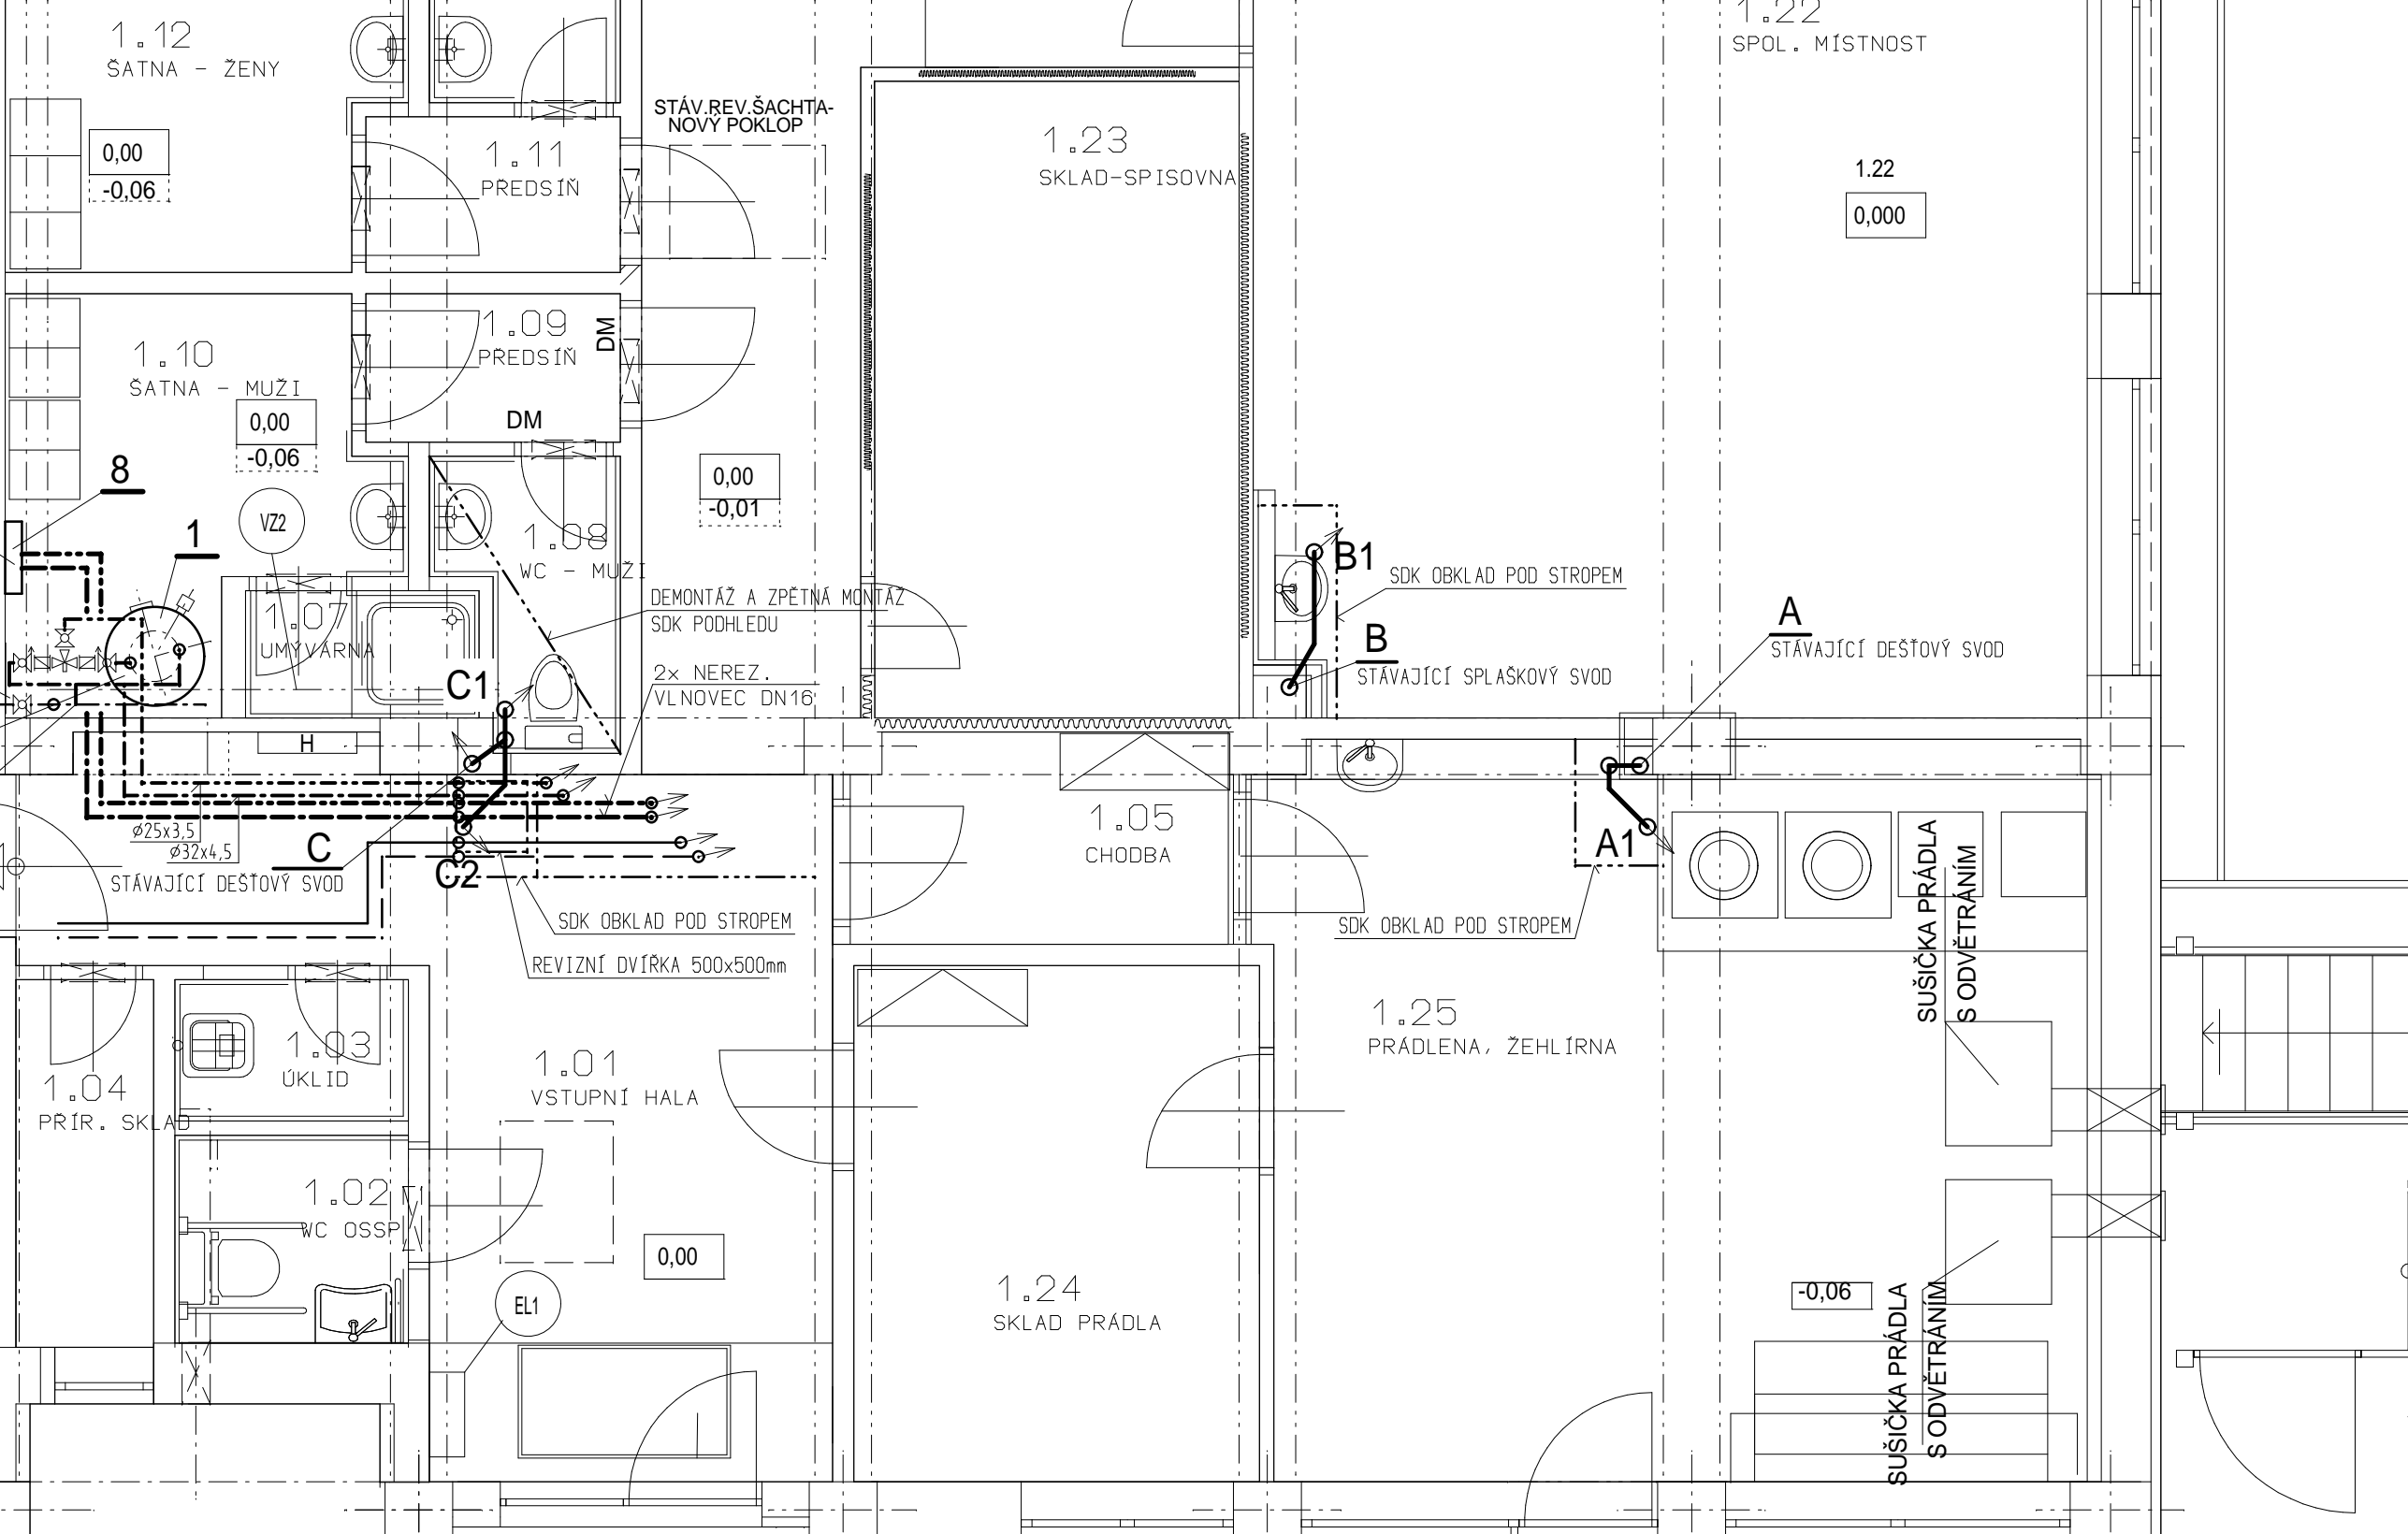 1.12
ŠATNA - ŽENY
0,00
-0,06
1.11
PŘEDSÍŇ
STÁV.REV.ŠACHTA-
NOVÝ POKLOP
1.23
SKLAD-SPISOVNA
1.22
SPOL. MÍSTNOST
1.22
0,000
1.10
ŠATNA - MUŽI
0,00
-0,06
1.09
PŘEDSÍŇ
DM
DM
0,00
-0,01
8
1
VZ2
1.08
WC - MUŽI
1.07
UMÝVÁRNA
DEMONTÁŽ A ZPĚTNÁ MONTÁŽ
SDK PODHLEDU
2x NEREZ.
VLNOVEC DN16
B1
SDK OBKLAD POD STROPEM
B
STÁVAJÍCÍ SPLAŠKOVÝ SVOD
A
STÁVAJÍCÍ DEŠŤOVÝ SVOD
C1
H
ø25x3,5
ø32x4,5
C
STÁVAJÍCÍ DEŠŤOVÝ SVOD
C2
SDK OBKLAD POD STROPEM
REVIZNÍ DVÍŘKA 500x500mm
1.05
CHODBA
A1
SDK OBKLAD POD STROPEM
SUŠIČKA PRÁDLA
S ODVĚTRÁNÍM
1.25
PRÁDLENA, ŽEHLÍRNA
1.03
ÚKLID
1.04
PŘÍR. SKLAD
1.01
VSTUPNÍ HALA
1.02
WC OSSP
0,00
EL1
1.24
SKLAD PRÁDLA
-0,06
SUŠIČKA PRÁDLA
S ODVĚTRÁNÍM